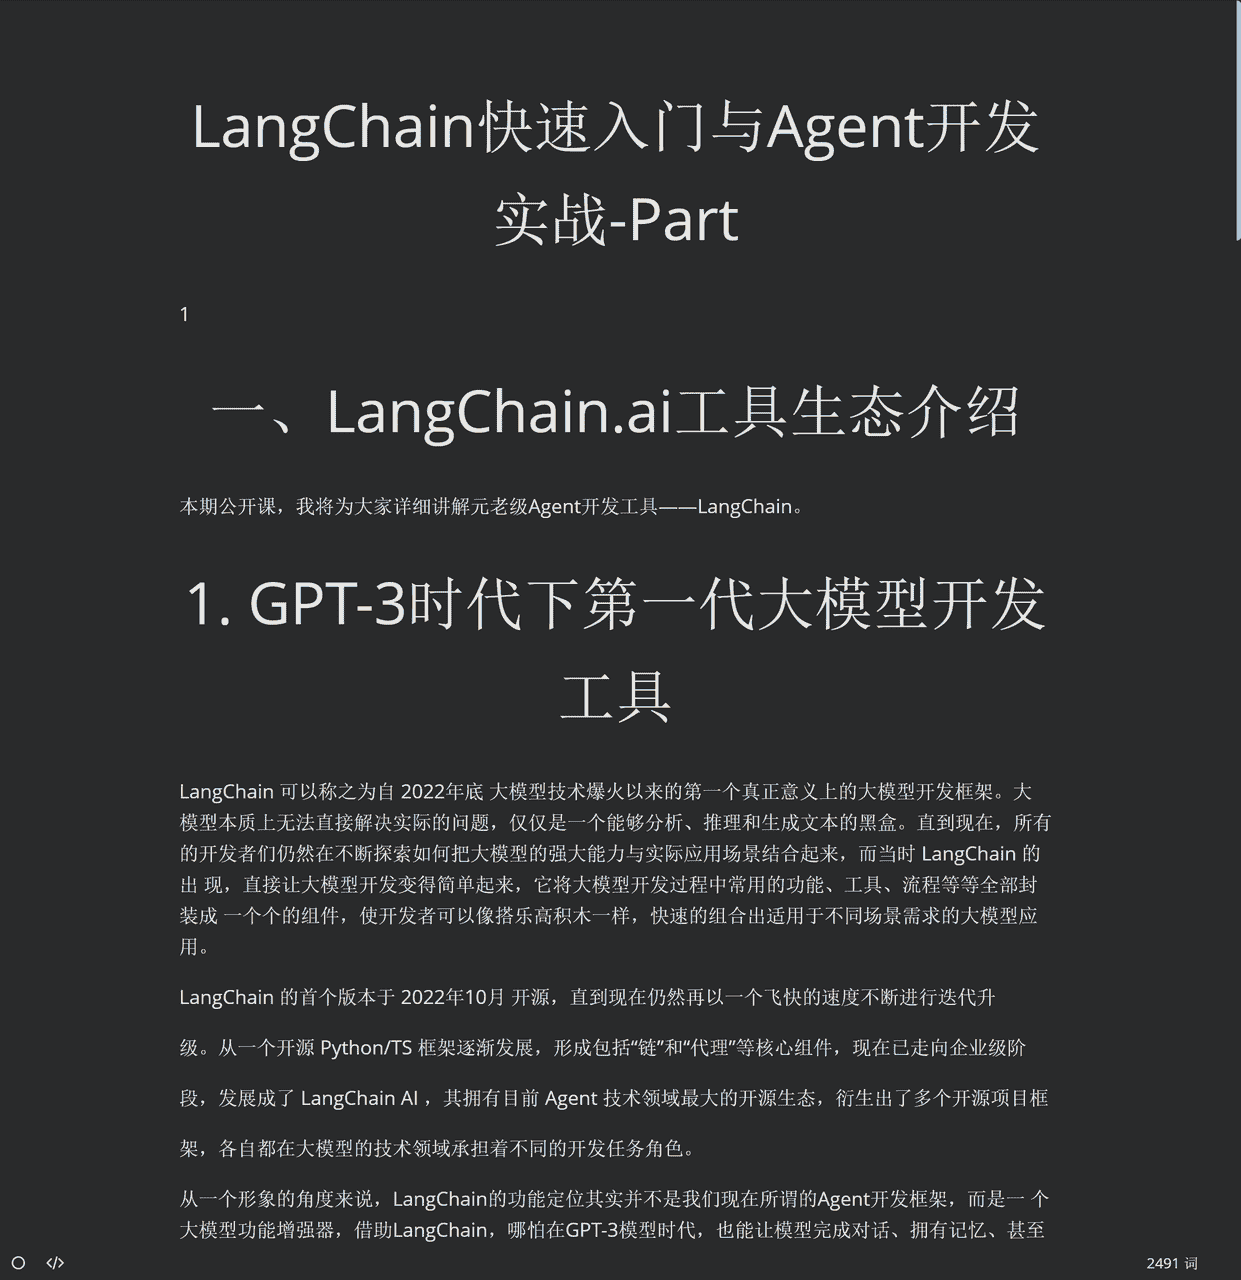 LangChain快速入门与Agent开发
实战-Part
1
一、LangChain.ai工具生态介绍
本期公开课，我将为大家详细讲解元老级Agent开发工具——LangChain。
1. GPT-3时代下第一代大模型开发
工具
LangChain 可以称之为自 2022年底 大模型技术爆火以来的第一个真正意义上的大模型开发框架。大
模型本质上无法直接解决实际的问题，仅仅是一个能够分析、推理和生成文本的黑盒。直到现在，所有
的开发者们仍然在不断探索如何把大模型的强大能力与实际应用场景结合起来，而当时 LangChain 的
出 现，直接让大模型开发变得简单起来，它将大模型开发过程中常用的功能、工具、流程等等全部封
装成 一个个的组件，使开发者可以像搭乐高积木一样，快速的组合出适用于不同场景需求的大模型应
用。
LangChain 的首个版本于 2022年10月 开源，直到现在仍然再以一个飞快的速度不断进行迭代升
级。从一个开源 Python/TS 框架逐渐发展，形成包括“链”和“代理”等核心组件，现在已走向企业级阶
段，发展成了 LangChain AI ，其拥有目前 Agent 技术领域最大的开源生态，衍生出了多个开源项目框
架，各自都在大模型的技术领域承担着不同的开发任务角色。
从一个形象的角度来说，LangChain的功能定位其实并不是我们现在所谓的Agent开发框架，而是一 个
大模型功能增强器，借助LangChain，哪怕在GPT-3模型时代，也能让模型完成对话、拥有记忆、甚至
2491 词